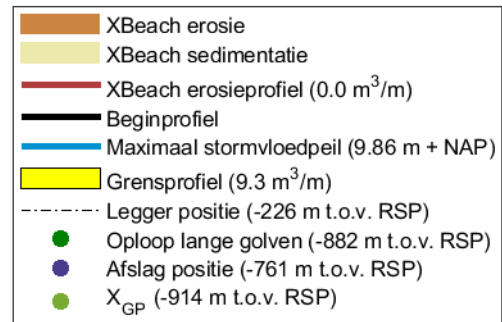 XBeach erosie
XBeach sedimentatie
XBeach erosieprofiel (0.0 m³/m)
Beginprofiel
Maximaal stormvloedpeil (9.86 m + NAP)
Grensprofiel (9.3 m³/m)
Legger positie (-226 m t.o.v. RSP)
Oploop lange golven (-882 m t.o.v. RSP)
Afslag positie (-761 m t.o.v. RSP)
X_GP (-914 m t.o.v. RSP)